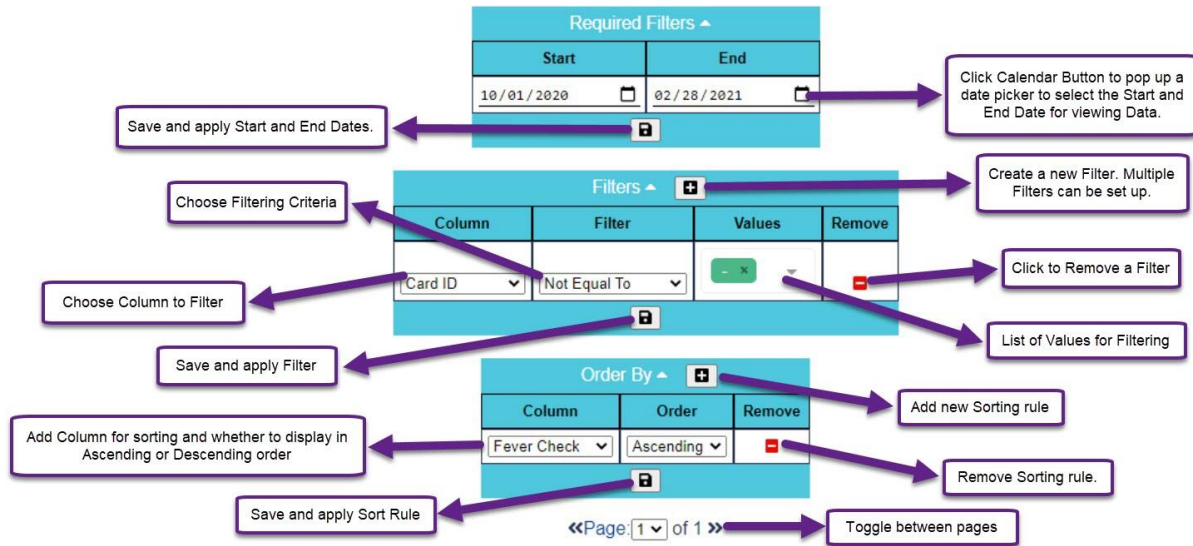 Required Filters
Start End
10/01/2020 02/28/2021
Click Calendar Button to pop up a
date picker to select the Start and
End Date for viewing Data.
Save and apply Start and End Dates.
Filters
Create a new Filter. Multiple
Filters can be set up.
Choose Filtering Criteria
Column Filter Values Remove
Card ID Not Equal To - ×
Click to Remove a Filter
Choose Column to Filter
List of Values for Filtering
Save and apply Filter
Order By
Add new Sorting rule
Column Order Remove
Add Column for sorting and whether to display in
Ascending or Descending order
Fever Check Ascending
Remove Sorting rule.
Save and apply Sort Rule
«Page: 1 of 1 »
Toggle between pages